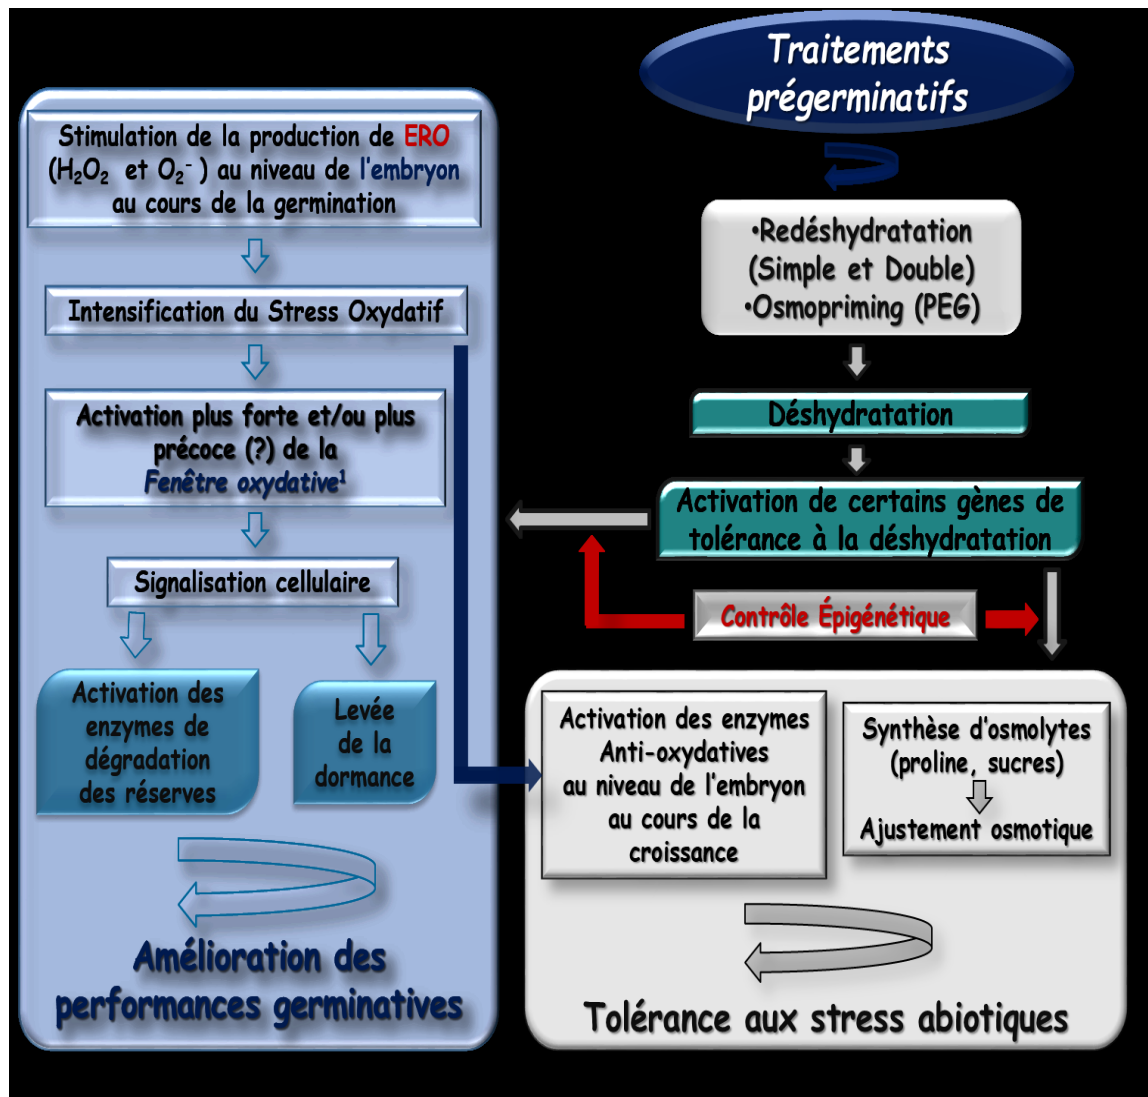 Traitements
prégerminatifs
•Redéshydratation
(Simple et Double)
•Osmopriming (PEG)
Déshydratation
Activation de certains gènes de
tolérance à la déshydratation
Contrôle Épigénétique
Stimulation de la production de ERO
(H₂O₂ et O₂⁻ ) au niveau de l'embryon
au cours de la germination
Intensification du Stress Oxydatif
Activation plus forte et/ou plus
précoce (?) de la
Fenêtre oxydative¹
Signalisation cellulaire
Activation des
enzymes de
dégradation
des réserves
Levée
de la
dormance
Amélioration des
performances germinatives
Activation des enzymes
Anti-oxydatives
au niveau de l'embryon
au cours de la
croissance
Synthèse d'osmolytes
(proline, sucres)
Ajustement osmotique
Tolérance aux stress abiotiques